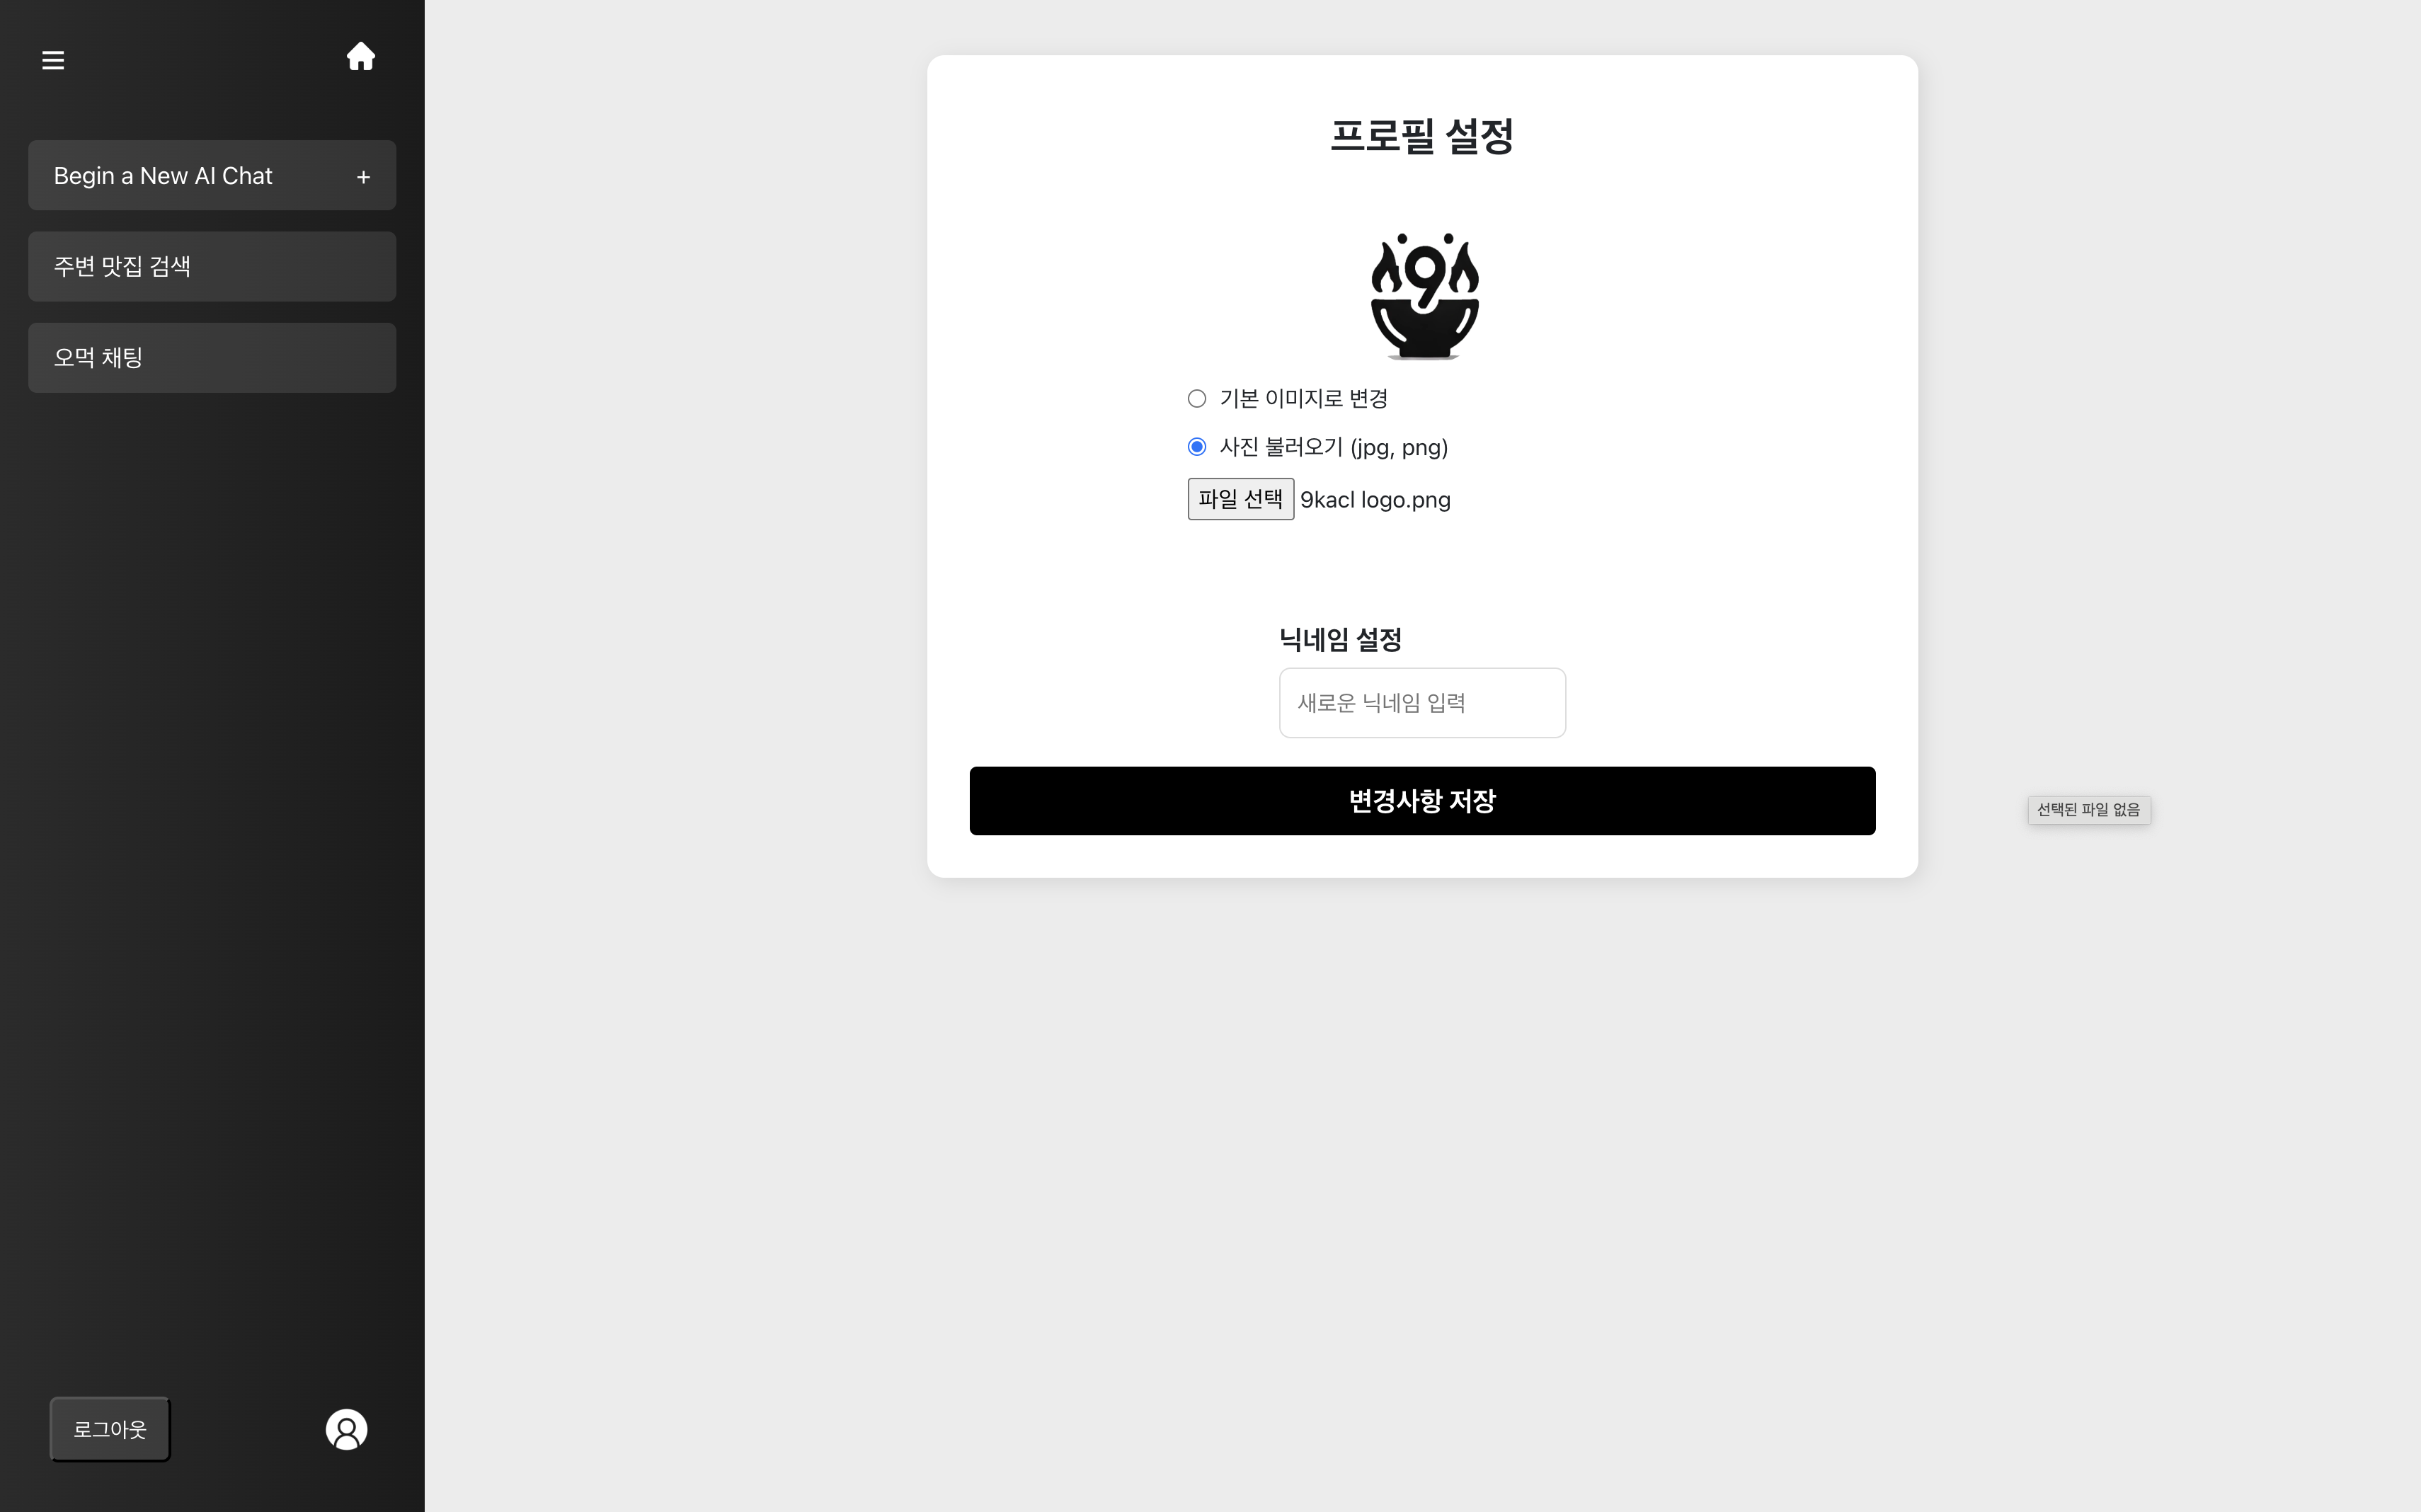 Begin a New AI Chat +
주변 맛집 검색
오먹 채팅
로그아웃
프로필 설정
9
기본 이미지로 변경
사진 불러오기 (jpg, png)
파일 선택 9kacl logo.png
닉네임 설정
새로운 닉네임 입력
변경사항 저장
선택된 파일 없음